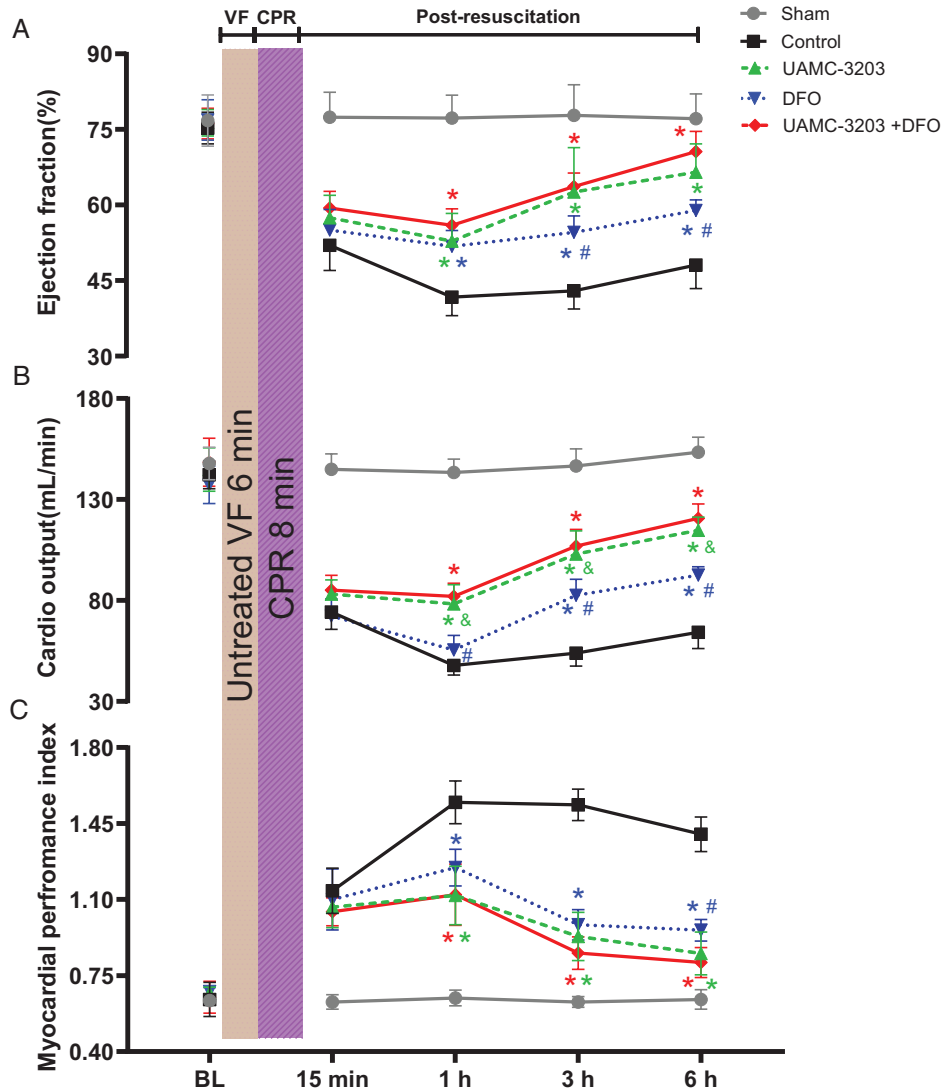 VF CPR Post-resuscitation
Sham
Control
UAMC-3203
DFO
UAMC-3203 +DFO
A
Ejection fraction(%)
90
75
60
45
30
* * *
* * * *
* # * #
B
Cardio output(mL/min)
180
130
80
30
* * *
* & * & * &
# * # * #
Untreated VF 6 min
CPR 8 min
C
Myocardial perfromance index
1.80
1.45
1.10
0.75
0.40
* * * #
* * * * * *
BL 15 min 1 h 3 h 6 h